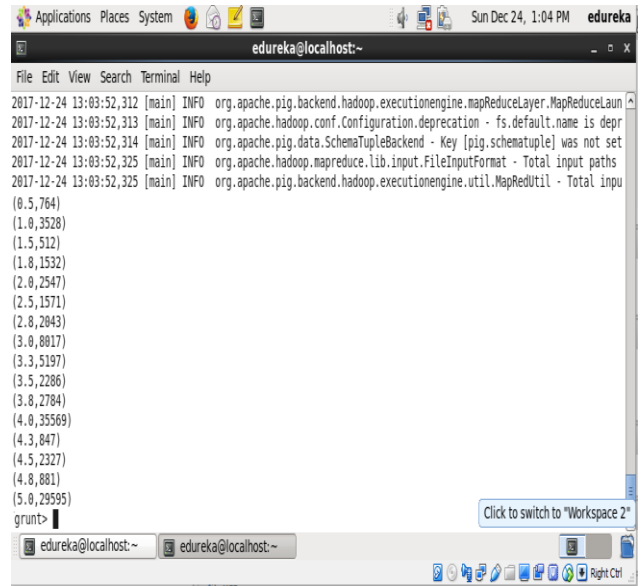 Applications Places System Sun Dec 24, 1:04 PM edureka
edureka@localhost:~
File Edit View Search Terminal Help
2017-12-24 13:03:52,312 [main] INFO org.apache.pig.backend.hadoop.executionengine.mapReduceLayer.MapReduceLaun
2017-12-24 13:03:52,313 [main] INFO org.apache.hadoop.conf.Configuration.deprecation - fs.default.name is depr
2017-12-24 13:03:52,314 [main] INFO org.apache.pig.data.SchemaTupleBackend - Key [pig.schematuple] was not set
2017-12-24 13:03:52,325 [main] INFO org.apache.hadoop.mapreduce.lib.input.FileInputFormat - Total input paths
2017-12-24 13:03:52,325 [main] INFO org.apache.pig.backend.hadoop.executionengine.util.MapRedUtil - Total inpu
(0.5,764)
(1.0,3528)
(1.5,512)
(1.8,1532)
(2.0,2547)
(2.5,1571)
(2.8,2043)
(3.0,8017)
(3.3,5197)
(3.5,2286)
(3.8,2784)
(4.0,35569)
(4.3,847)
(4.5,2327)
(4.8,881)
(5.0,29595)
grunt>
Click to switch to "Workspace 2"
edureka@localhost:~ edureka@localhost:~
Right Ctrl